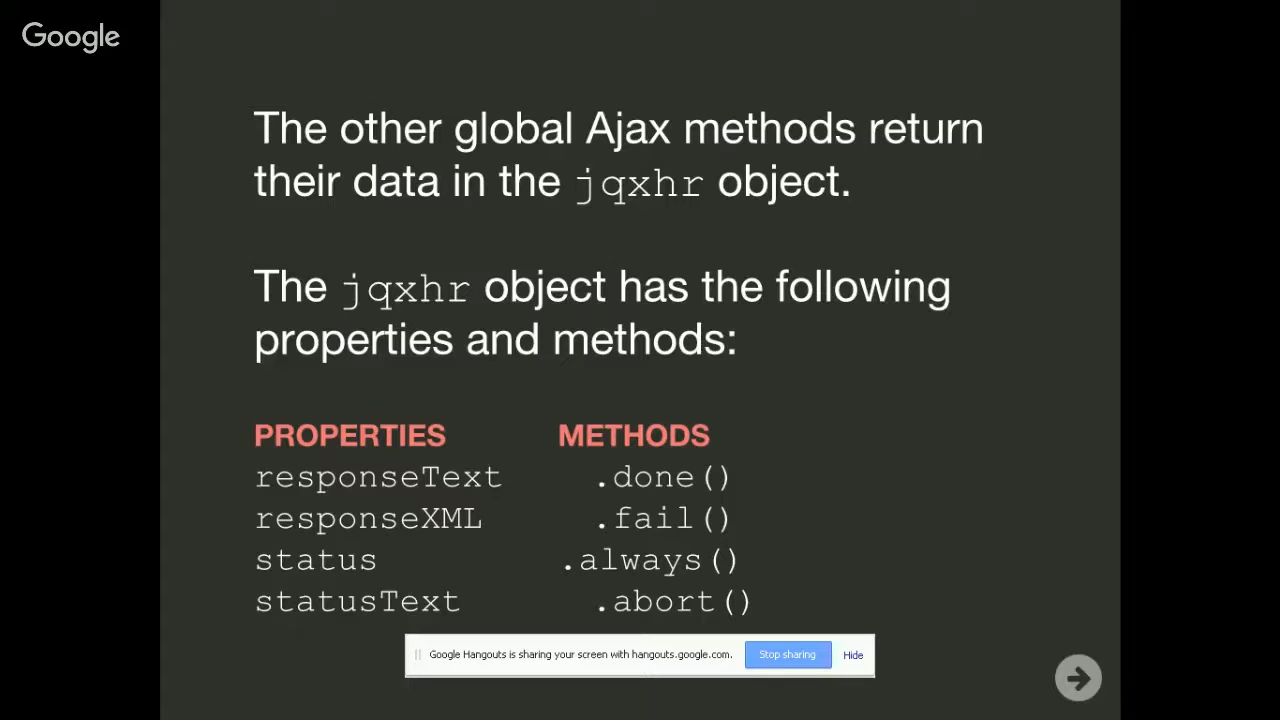 Google
The other global Ajax methods return
their data in the jqxhr object.
The jqxhr object has the following
properties and methods:
PROPERTIES METHODS
responseText .done()
responseXML .fail()
status .always()
statusText .abort()
Google Hangouts is sharing your screen with hangouts.google.com. Stop sharing Hide